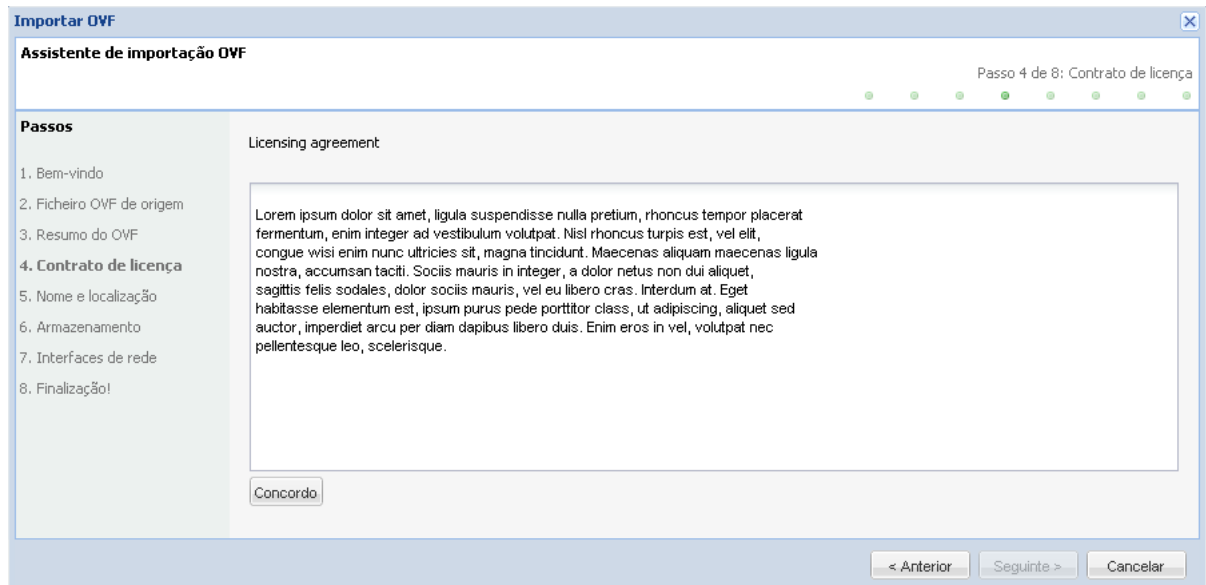 Importar OVF
Assistente de importação OVF
Passo 4 de 8: Contrato de licença
Passos
1. Bem-vindo
2. Ficheiro OVF de origem
3. Resumo do OVF
4. Contrato de licença
5. Nome e localização
6. Armazenamento
7. Interfaces de rede
8. Finalização!
Licensing agreement
Lorem ipsum dolor sit amet, ligula suspendisse nulla pretium, rhoncus tempor placerat
fermentum, enim integer ad vestibulum volutpat. Nisl rhoncus turpis est, vel elit,
congue wisi enim nunc ultricies sit, magna tincidunt. Maecenas aliquam maecenas ligula
nostra, accumsan taciti. Sociis mauris in integer, a dolor netus non dui aliquet,
sagittis felis sodales, dolor sociis mauris, vel eu libero cras. Interdum at. Eget
habitasse elementum est, ipsum purus pede porttitor class, ut adipiscing, aliquet sed
auctor, imperdiet arcu per diam dapibus libero duis. Enim eros in vel, volutpat nec
pellentesque leo, scelerisque.
Concordo
< Anterior
Seguinte >
Cancelar